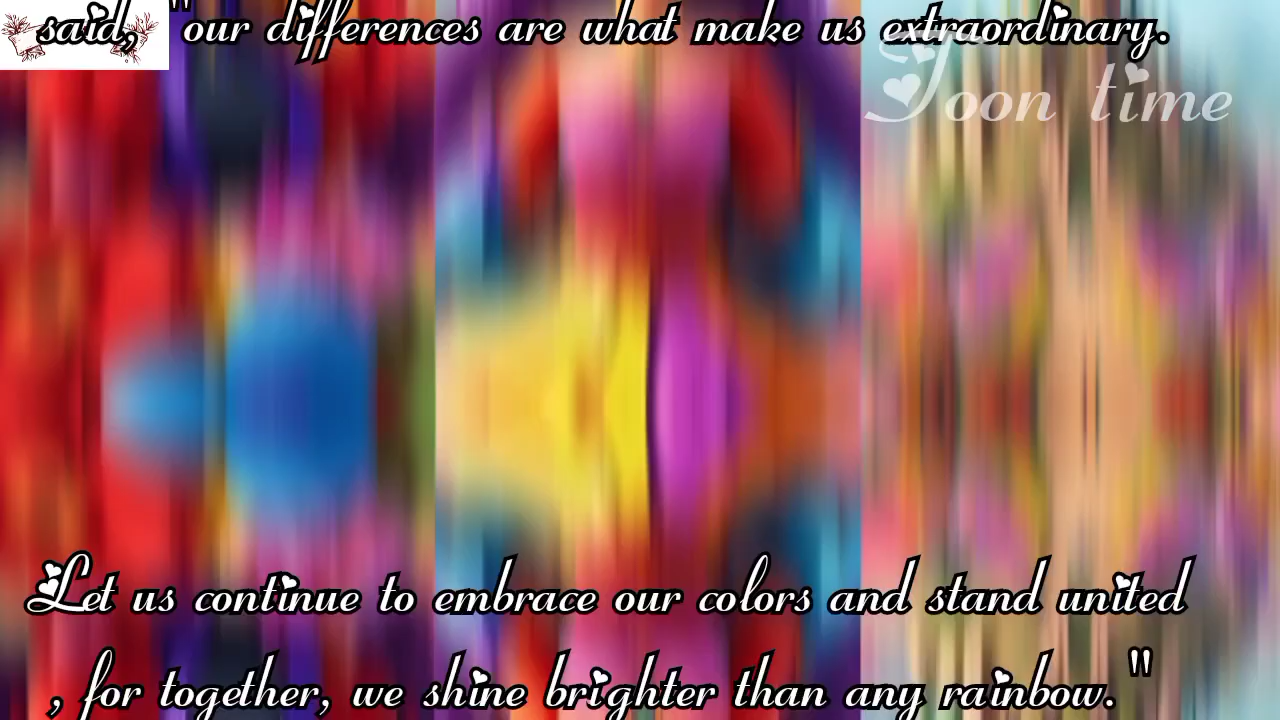 said, "our differences are what make us extraordinary.
Toon time
Let us continue to embrace our colors and stand united
, for together, we shine brighter than any rainbow."